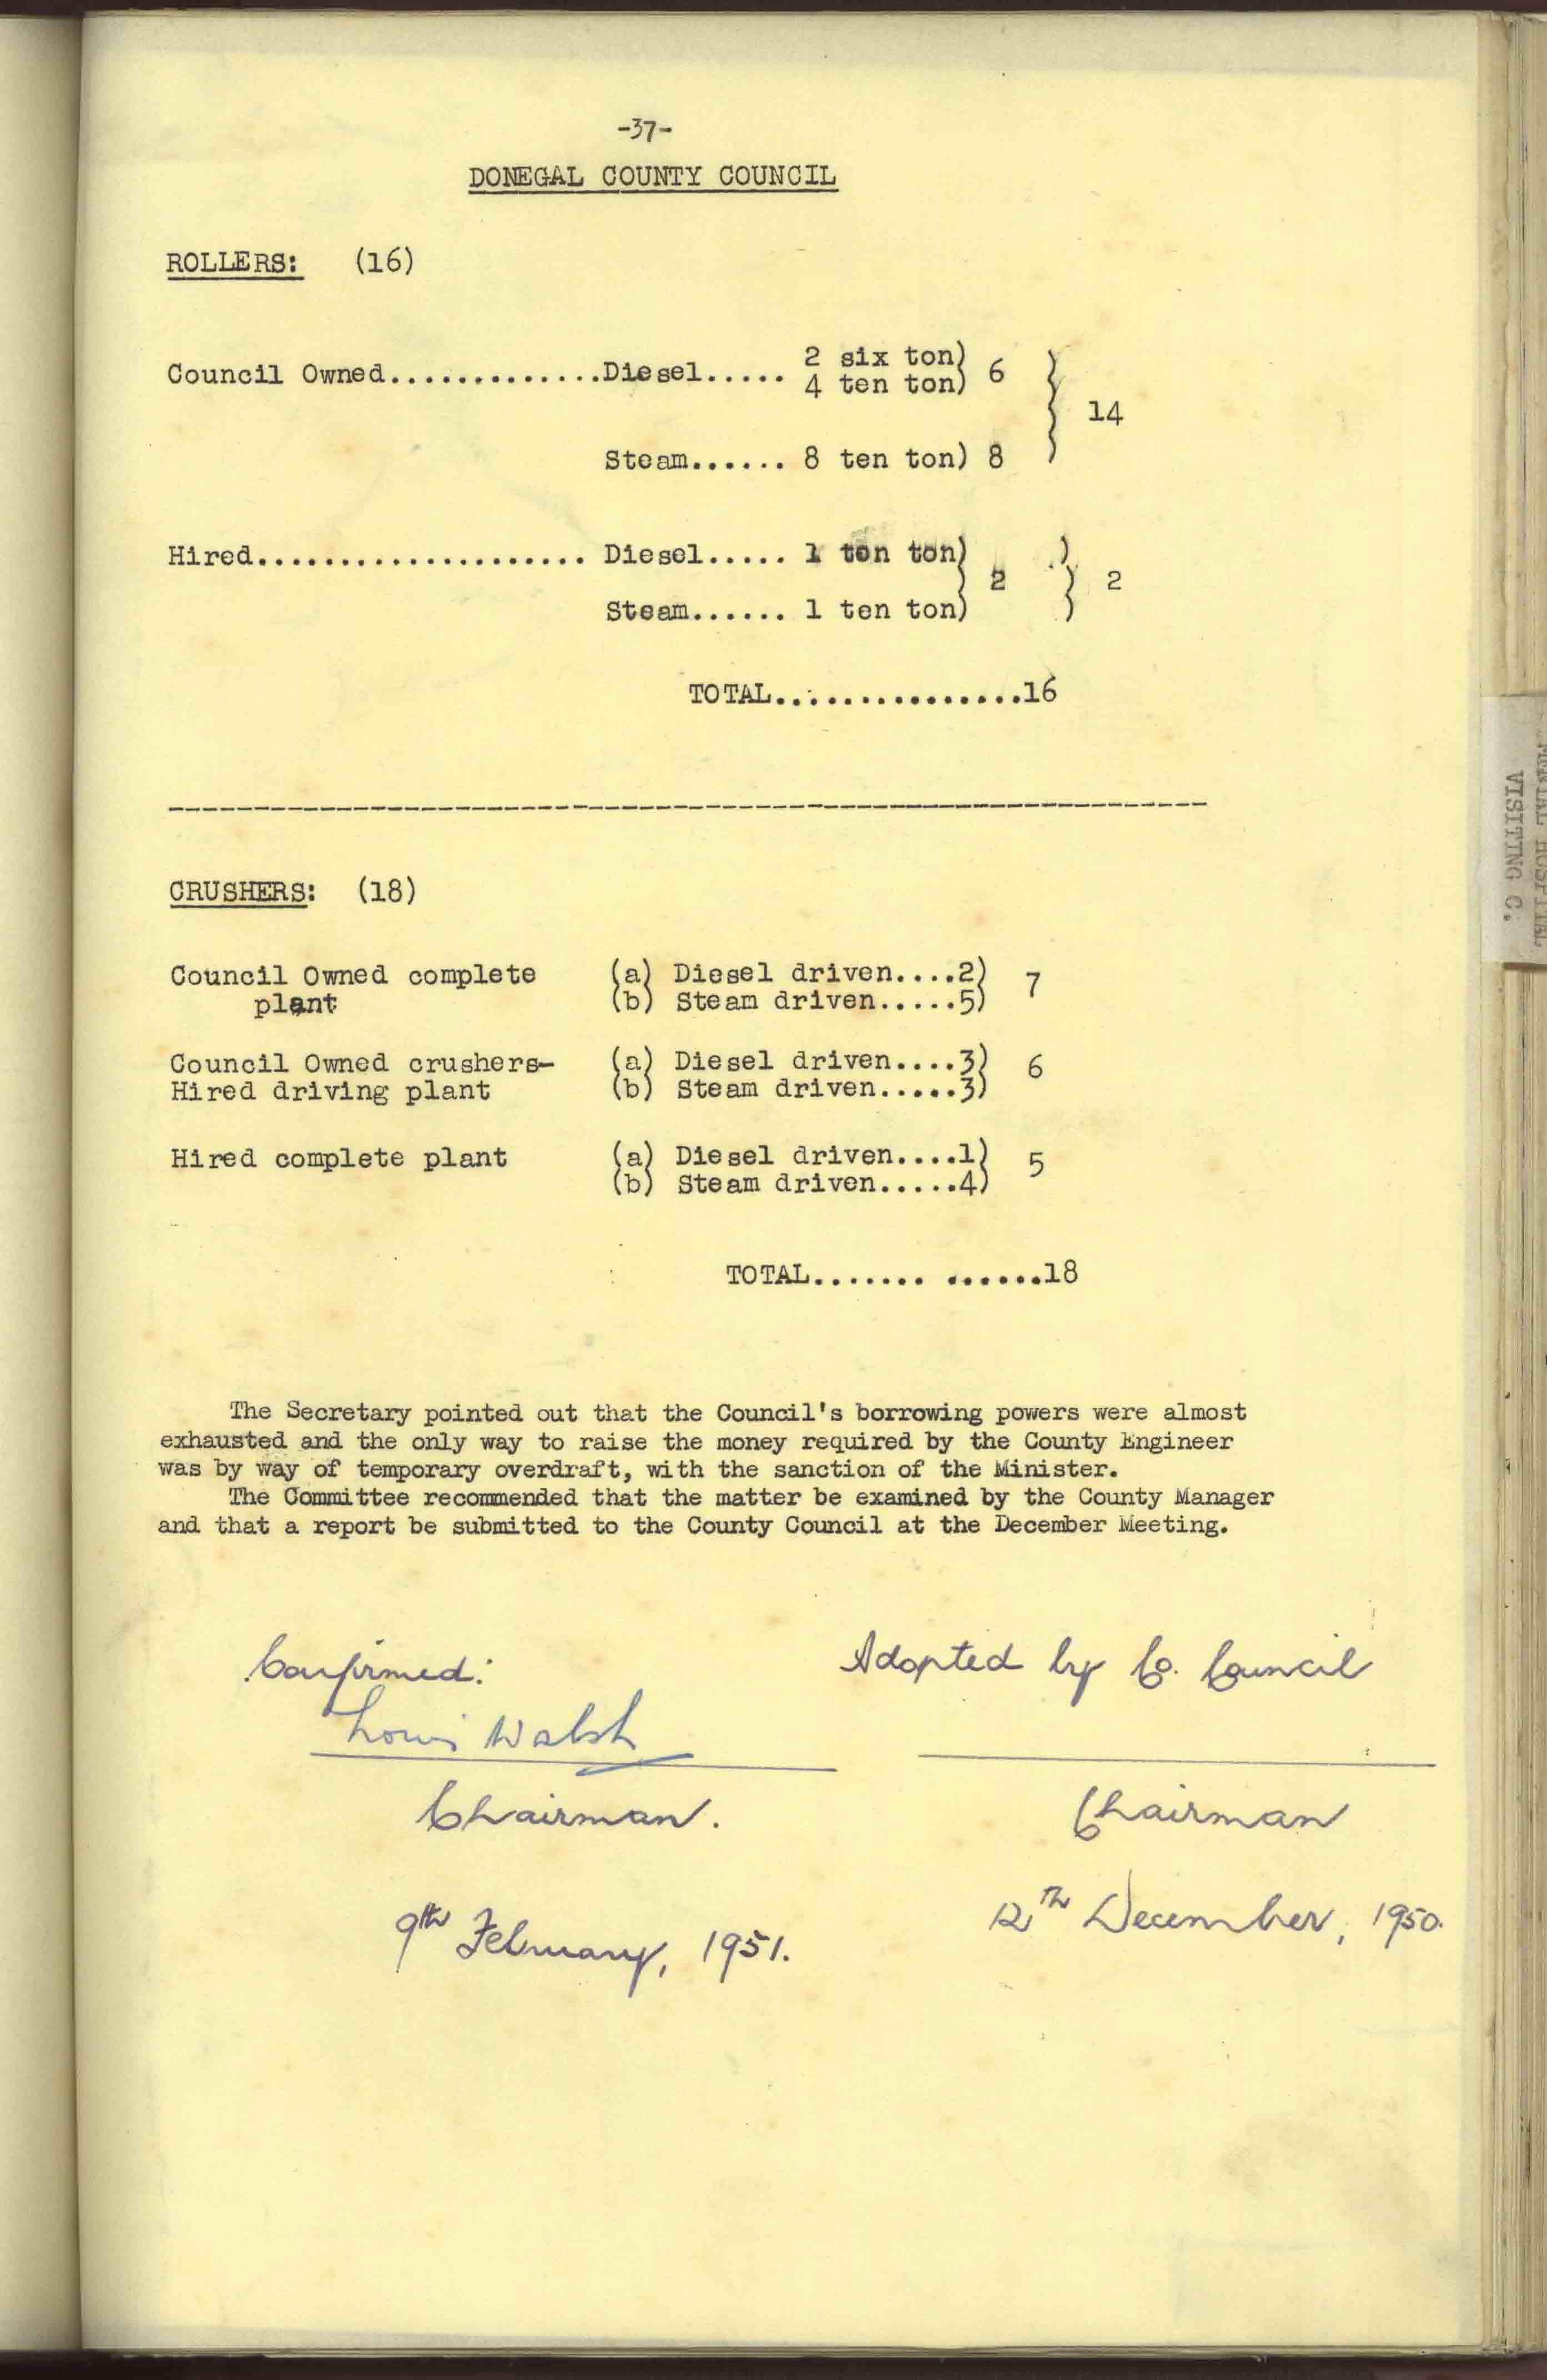 -37-
DONEGAL COUNTY COUNCIL
ROLLERS: (16)
2 six ton)
Council Owned.............Diesel..... 4 ten ton) 6
14
Steam...... 8 ten ton) 8
Hired.................... Diesel..... 1 ten ton)
2 2
Steam...... 1 ten ton)
TOTAL...............16
CRUSHERS: (18)
Council Owned complete (a) Diesel driven....2) 7
plant (b) Steam driven.....5)
Council Owned crushers- (a) Diesel driven....3) 6
Hired driving plant (b) Steam driven.....3)
Hired complete plant (a) Diesel driven....1) 5
(b) Steam driven.....4)
TOTAL....... ......18
The Secretary pointed out that the Council's borrowing powers were almost
exhausted and the only way to raise the money required by the County Engineer
was by way of temporary overdraft, with the sanction of the Minister.
The Committee recommended that the matter be examined by the County Manager
and that a report be submitted to the County Council at the December Meeting.
Confirmed: Adopted by Co. Council
Louis Walsh
Chairman. Chairman
9th February, 1951. 12th December, 1950.
MENTAL HOSPITAL
VISITING C.